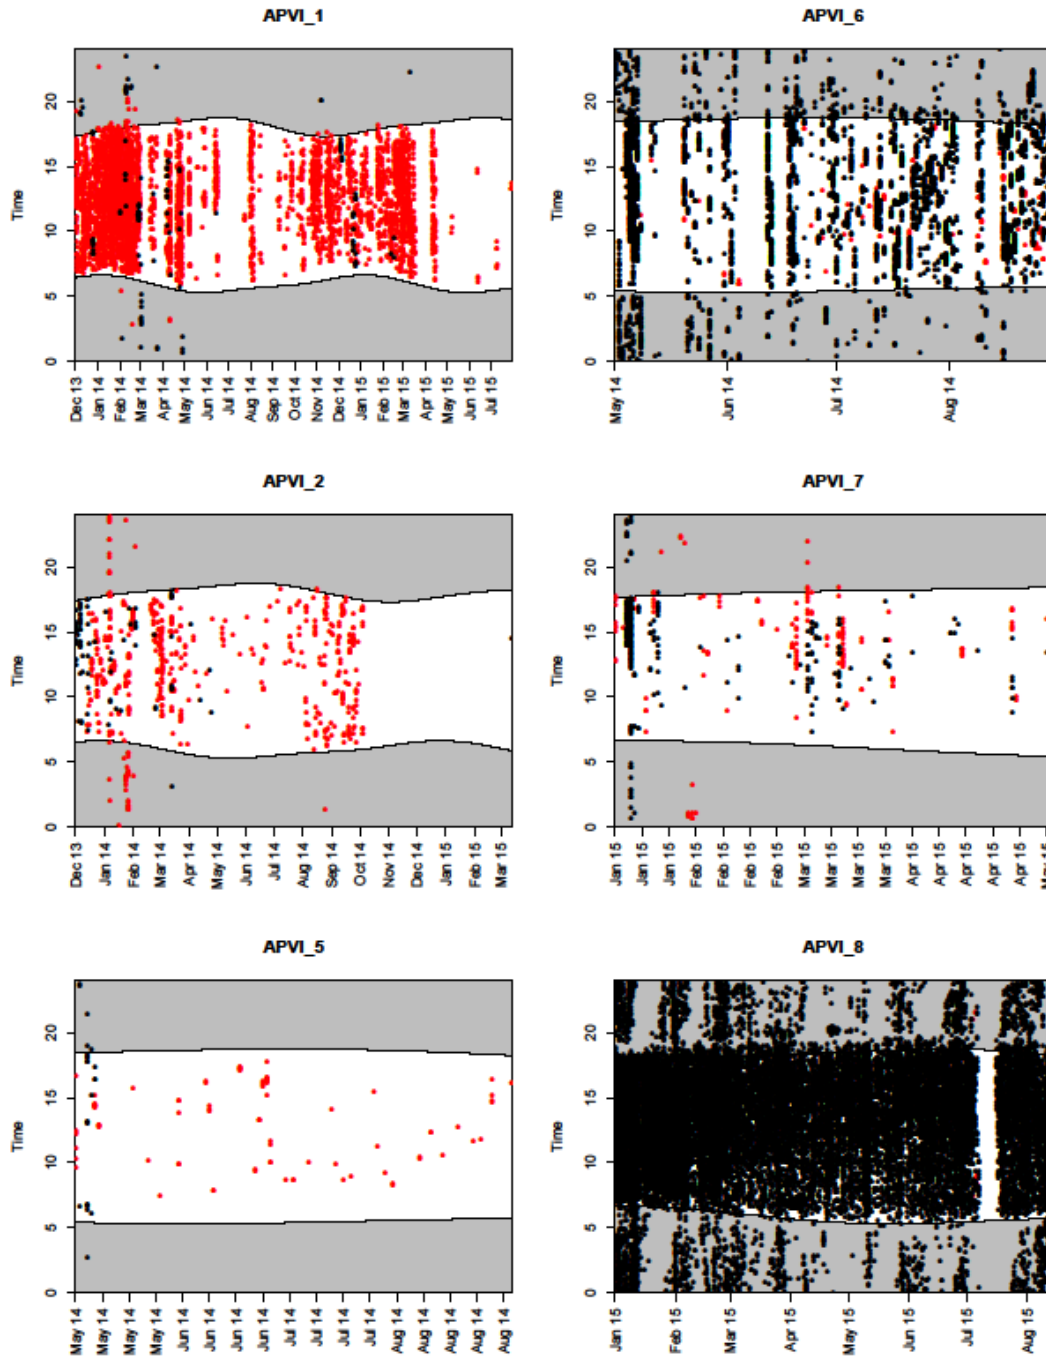 APVI_1
Time
0 5 10 15 20
Dec 13 Jan 14 Feb 14 Mar 14 Apr 14 May 14 Jun 14 Jul 14 Aug 14 Sep 14 Oct 14 Nov 14 Dec 14 Jan 15 Feb 15 Mar 15 Apr 15 May 15 Jun 15 Jul 15
APVI_6
Time
0 5 10 15 20
May 14 Jun 14 Jul 14 Aug 14
APVI_2
Time
0 5 10 15 20
Dec 13 Jan 14 Feb 14 Mar 14 Apr 14 May 14 Jun 14 Jul 14 Aug 14 Sep 14 Oct 14 Nov 14 Dec 14 Jan 15 Feb 15 Mar 15
APVI_7
Time
0 5 10 15 20
Jan 15 Jan 15 Jan 15 Feb 15 Feb 15 Feb 15 Feb 15 Mar 15 Mar 15 Mar 15 Mar 15 Apr 15 Apr 15 Apr 15 Apr 15 Apr 15
APVI_5
Time
0 5 10 15 20
May 14 May 14 May 14 May 14 Jun 14 Jun 14 Jun 14 Jun 14 Jul 14 Jul 14 Jul 14 Jul 14 Aug 14 Aug 14 Aug 14 Aug 14
APVI_8
Time
0 5 10 15 20
Jan 15 Feb 15 Mar 15 Apr 15 May 15 Jun 15 Jul 15 Aug 15